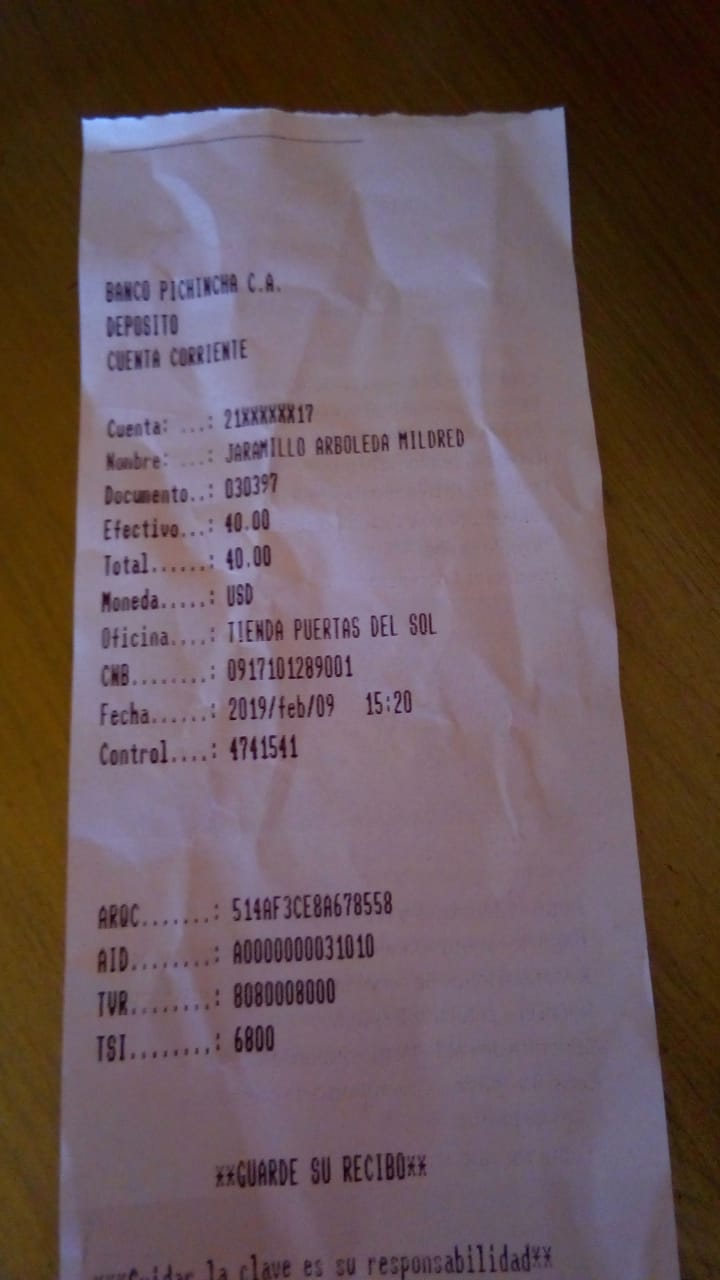 BANCO PICHINCHA C.A.
DEPOSITO
CUENTA CORRIENTE
Cuenta: ...: 21XXXXXX17
Nombre: ...: JARAMILLO ARBOLEDA MILDRED
Documento..: 030397
Efectivo...: 40.00
Total......: 40.00
Moneda.....: USD
Oficina....: TIENDA PUERTAS DEL SOL
CNB........: 0917101289001
Fecha......: 2019/feb/09 15:20
Control....: 4741541
ARQC.......: 514AF3CE8A678558
AID........: A0000000031010
TVR........: 8080008000
TSI........: 6800
**GUARDE SU RECIBO**
***Cuidar la clave es su responsabilidad**